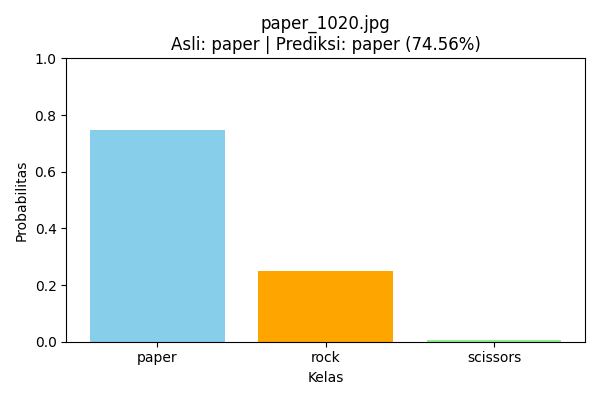 paper_1020.jpg
Asli: paper | Prediksi: paper (74.56%)
1.0
0.8
0.6
0.4
0.2
0.0
Probabilitas
paper rock scissors
Kelas